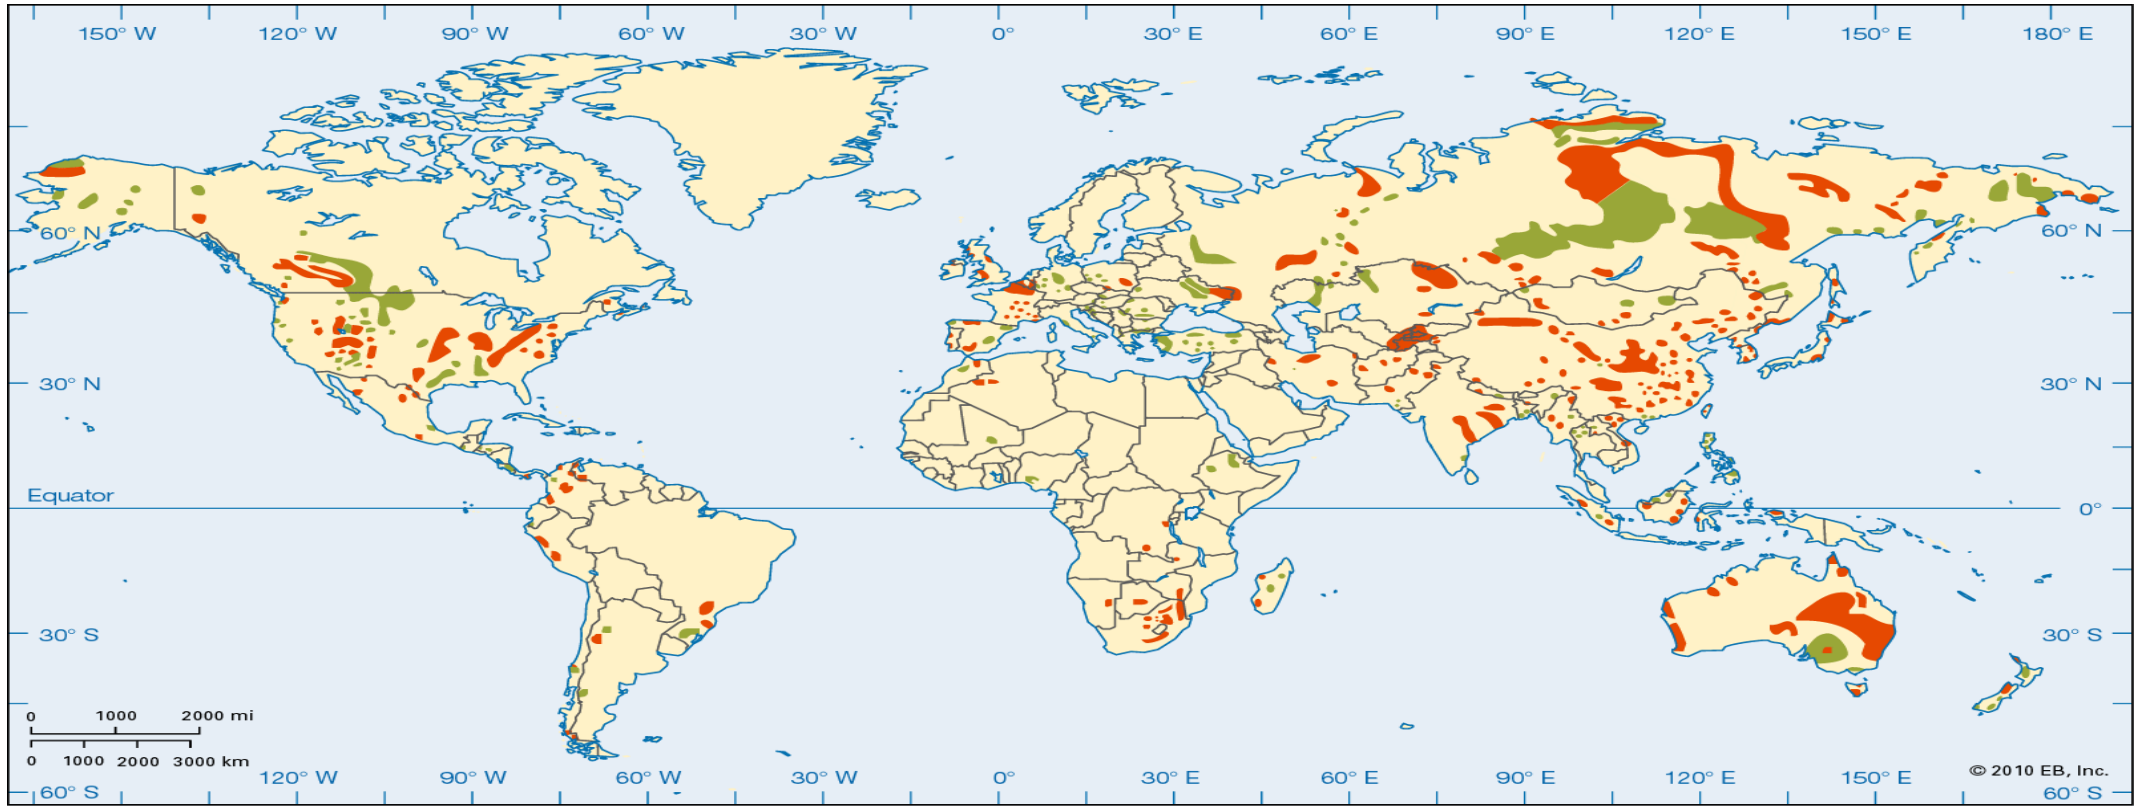 150° W 120° W 90° W 60° W 30° W 0° 30° E 60° E 90° E 120° E 150° E 180° E
60° N 60° N
30° N 30° N
Equator 0°
30° S 30° S
0 1000 2000 mi
0 1000 2000 3000 km
120° W 90° W 60° W 30° W 0° 30° E 60° E 90° E 120° E 150° E
© 2010 EB, Inc.
60° S 60° S